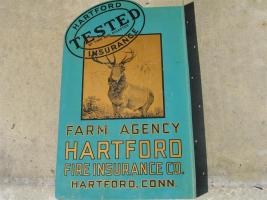 HARTFORD
TESTED
INSURANCE
FARM AGENCY
HARTFORD
FIRE INSURANCE CO.
HARTFORD, CONN.